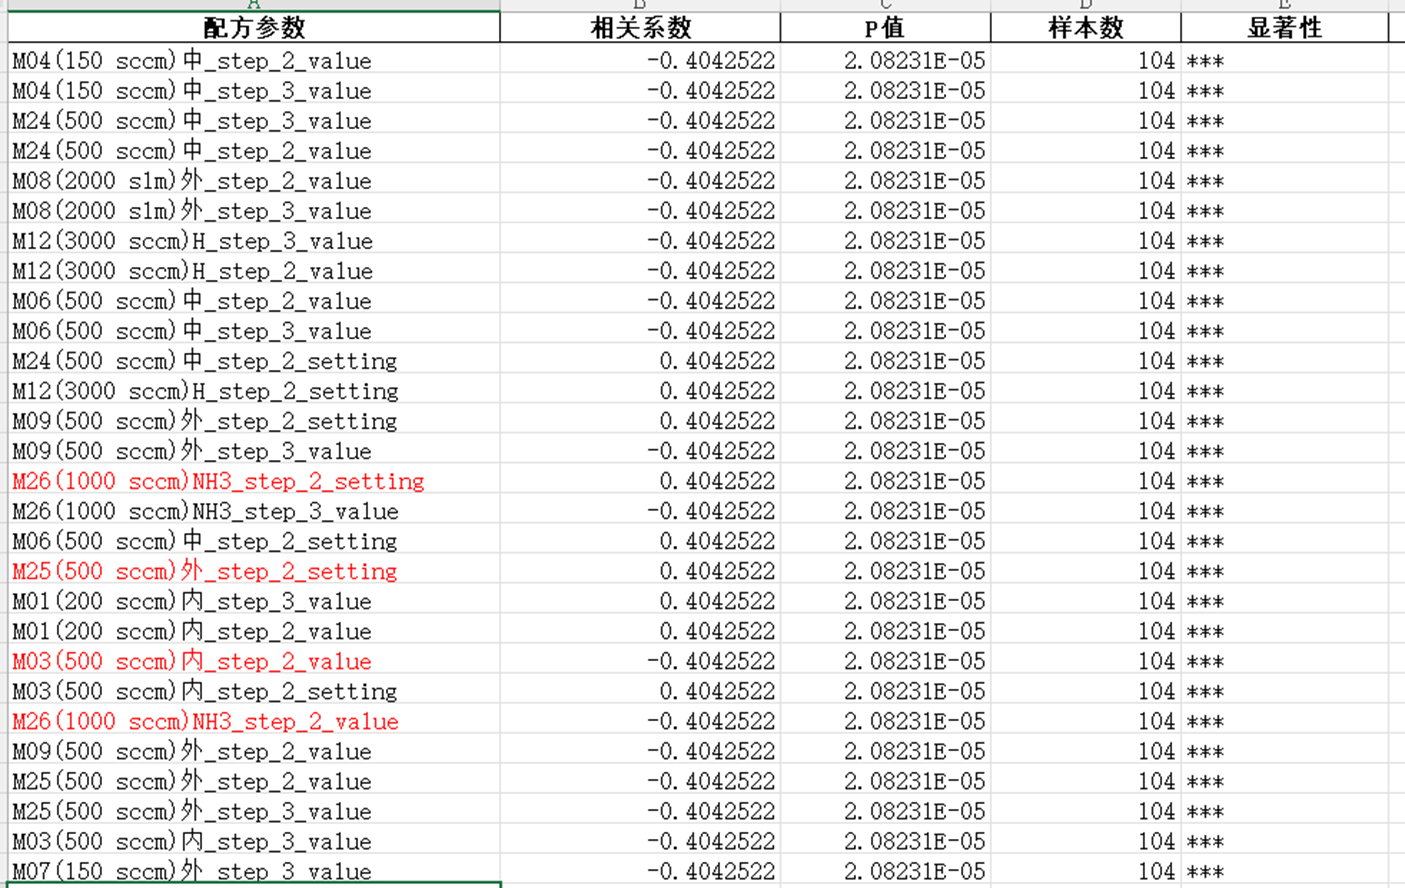 A B C D E
配方参数 相关系数 P值 样本数 显著性
M04(150 sccm)中_step_2_value -0.4042522 2.08231E-05 104 ***
M04(150 sccm)中_step_3_value -0.4042522 2.08231E-05 104 ***
M24(500 sccm)中_step_3_value -0.4042522 2.08231E-05 104 ***
M24(500 sccm)中_step_2_value -0.4042522 2.08231E-05 104 ***
M08(2000 slm)外_step_2_value -0.4042522 2.08231E-05 104 ***
M08(2000 slm)外_step_3_value -0.4042522 2.08231E-05 104 ***
M12(3000 sccm)H_step_3_value -0.4042522 2.08231E-05 104 ***
M12(3000 sccm)H_step_2_value -0.4042522 2.08231E-05 104 ***
M06(500 sccm)中_step_2_value -0.4042522 2.08231E-05 104 ***
M06(500 sccm)中_step_3_value -0.4042522 2.08231E-05 104 ***
M24(500 sccm)中_step_2_setting 0.4042522 2.08231E-05 104 ***
M12(3000 sccm)H_step_2_setting 0.4042522 2.08231E-05 104 ***
M09(500 sccm)外_step_2_setting 0.4042522 2.08231E-05 104 ***
M09(500 sccm)外_step_3_value -0.4042522 2.08231E-05 104 ***
M26(1000 sccm)NH3_step_2_setting 0.4042522 2.08231E-05 104 ***
M26(1000 sccm)NH3_step_3_value -0.4042522 2.08231E-05 104 ***
M06(500 sccm)中_step_2_setting 0.4042522 2.08231E-05 104 ***
M25(500 sccm)外_step_2_setting 0.4042522 2.08231E-05 104 ***
M01(200 sccm)内_step_3_value 0.4042522 2.08231E-05 104 ***
M01(200 sccm)内_step_2_value 0.4042522 2.08231E-05 104 ***
M03(500 sccm)内_step_2_value -0.4042522 2.08231E-05 104 ***
M03(500 sccm)内_step_2_setting 0.4042522 2.08231E-05 104 ***
M26(1000 sccm)NH3_step_2_value -0.4042522 2.08231E-05 104 ***
M09(500 sccm)外_step_2_value -0.4042522 2.08231E-05 104 ***
M25(500 sccm)外_step_2_value -0.4042522 2.08231E-05 104 ***
M25(500 sccm)外_step_3_value -0.4042522 2.08231E-05 104 ***
M03(500 sccm)内_step_3_value -0.4042522 2.08231E-05 104 ***
M07(150 sccm)外_step_3_value -0.4042522 2.08231E-05 104 ***